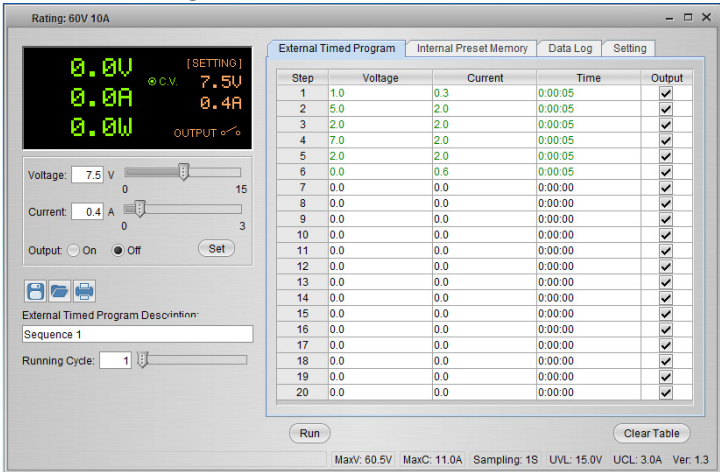 Rating: 60V 10A
0.0V
[SETTING]
C.V. 7.5V
0.0A
0.4A
0.0W
OUTPUT
Voltage: 7.5 V
0 15
Current: 0.4 A
0 3
Output: On Off Set
External Timed Program Description:
Sequence 1
Running Cycle: 1
External Timed Program Internal Preset Memory Data Log Setting
Step Voltage Current Time Output
1 1.0 0.3 0:00:05
2 5.0 2.0 0:00:05
3 2.0 2.0 0:00:05
4 7.0 2.0 0:00:05
5 2.0 2.0 0:00:05
6 0.0 0.6 0:00:05
7 0.0 0.0 0:00:00
8 0.0 0.0 0:00:00
9 0.0 0.0 0:00:00
10 0.0 0.0 0:00:00
11 0.0 0.0 0:00:00
12 0.0 0.0 0:00:00
13 0.0 0.0 0:00:00
14 0.0 0.0 0:00:00
15 0.0 0.0 0:00:00
16 0.0 0.0 0:00:00
17 0.0 0.0 0:00:00
18 0.0 0.0 0:00:00
19 0.0 0.0 0:00:00
20 0.0 0.0 0:00:00
Run Clear Table
MaxV: 60.5V MaxC: 11.0A Sampling: 1S UVL: 15.0V UCL: 3.0A Ver: 1.3